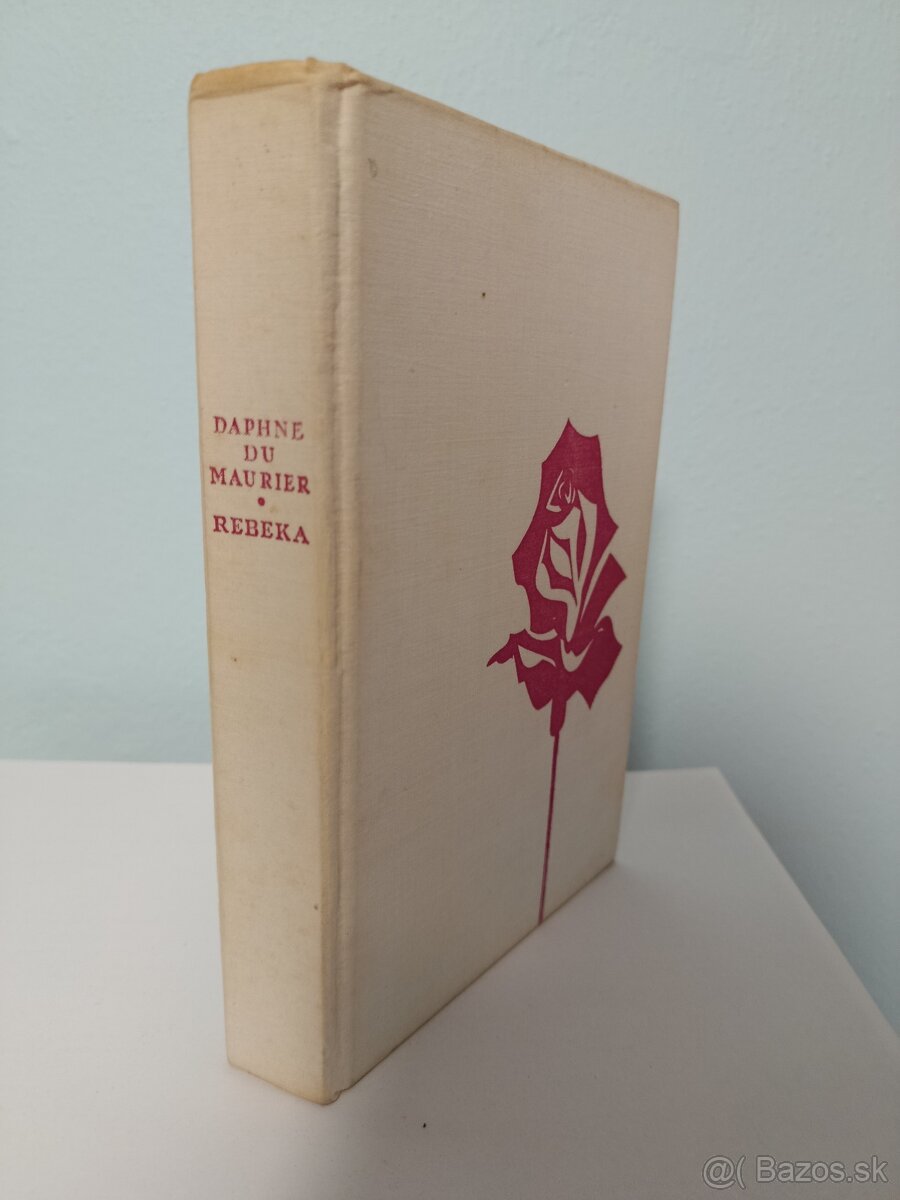 DAPHNE
DU
MAURIER
•
REBEKA
@( Bazos.sk